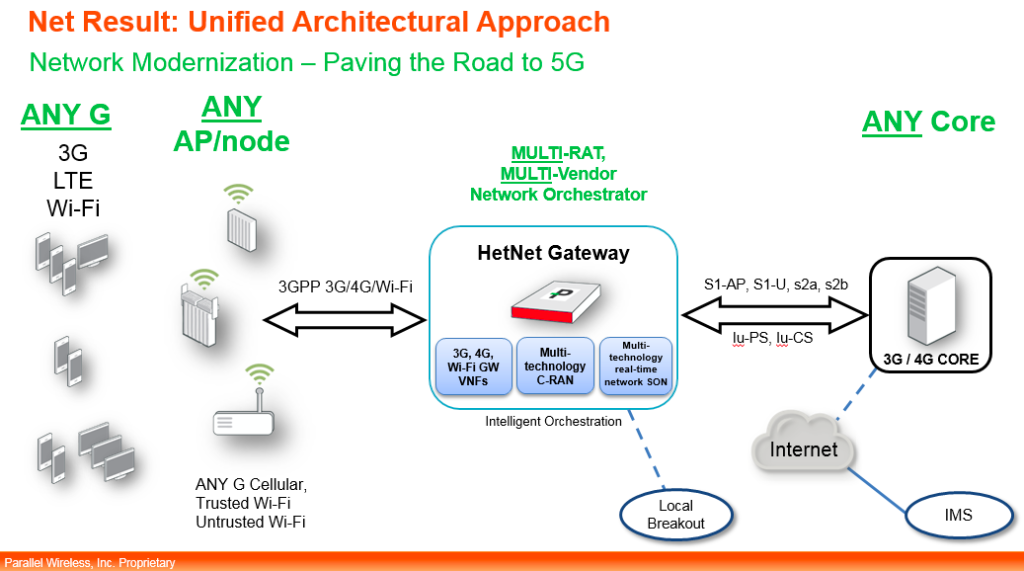 Net Result: Unified Architectural Approach
Network Modernization – Paving the Road to 5G
ANY G
3G
LTE
Wi-Fi
ANY
AP/node
ANY G Cellular,
Trusted Wi-Fi
Untrusted Wi-Fi
3GPP 3G/4G/Wi-Fi
MULTI-RAT,
MULTI-Vendor
Network Orchestrator
HetNet Gateway
3G, 4G,
Wi-Fi GW
VNFs
Multi-
technology
C-RAN
Multi-
technology
real-time
network SON
Intelligent Orchestration
Local
Breakout
S1-AP, S1-U, s2a, s2b
Iu-PS, Iu-CS
ANY Core
3G / 4G CORE
Internet
IMS
Parallel Wireless, Inc. Proprietary